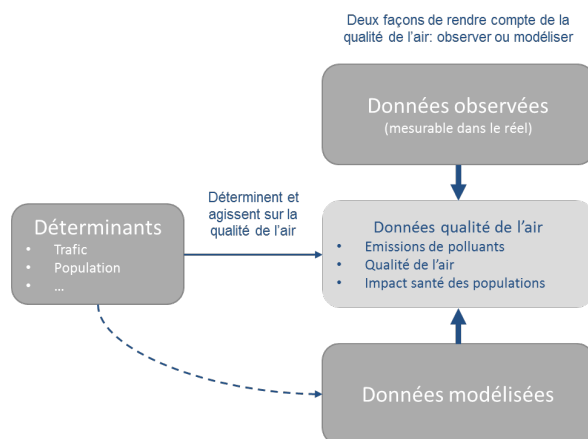 Deux façons de rendre compte de la
qualité de l'air: observer ou modéliser
Données observées
(mesurable dans le réel)
Déterminent et
agissent sur la
qualité de l'air
Déterminants
• Trafic
• Population
• ...
Données qualité de l'air
• Emissions de polluants
• Qualité de l'air
• Impact santé des populations
Données modélisées